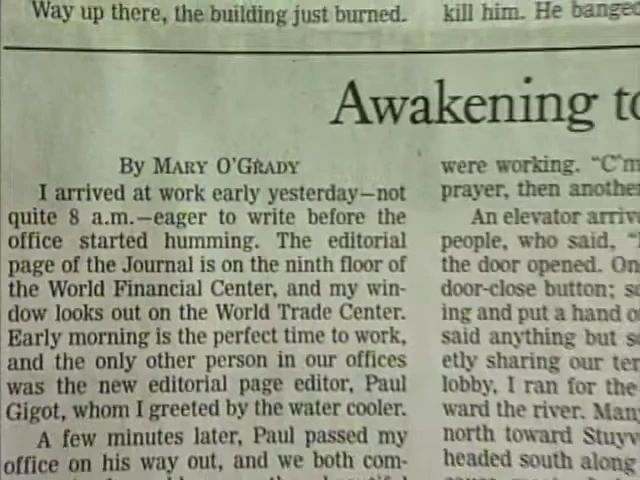 Way up there, the building just burned.
kill him. He banged
Awakening to
By MARY O'GRADY
I arrived at work early yesterday—not
quite 8 a.m.—eager to write before the
office started humming. The editorial
page of the Journal is on the ninth floor of
the World Financial Center, and my win-
dow looks out on the World Trade Center.
Early morning is the perfect time to work,
and the only other person in our offices
was the new editorial page editor, Paul
Gigot, whom I greeted by the water cooler.
A few minutes later, Paul passed my
office on his way out, and we both com-
were working. "C'm
prayer, then another
An elevator arriv
people, who said, "
the door opened. On
door-close button; s
ing and put a hand o
said anything but s
etly sharing our ter
lobby, I ran for the
ward the river. Many
north toward Stuyv
headed south along